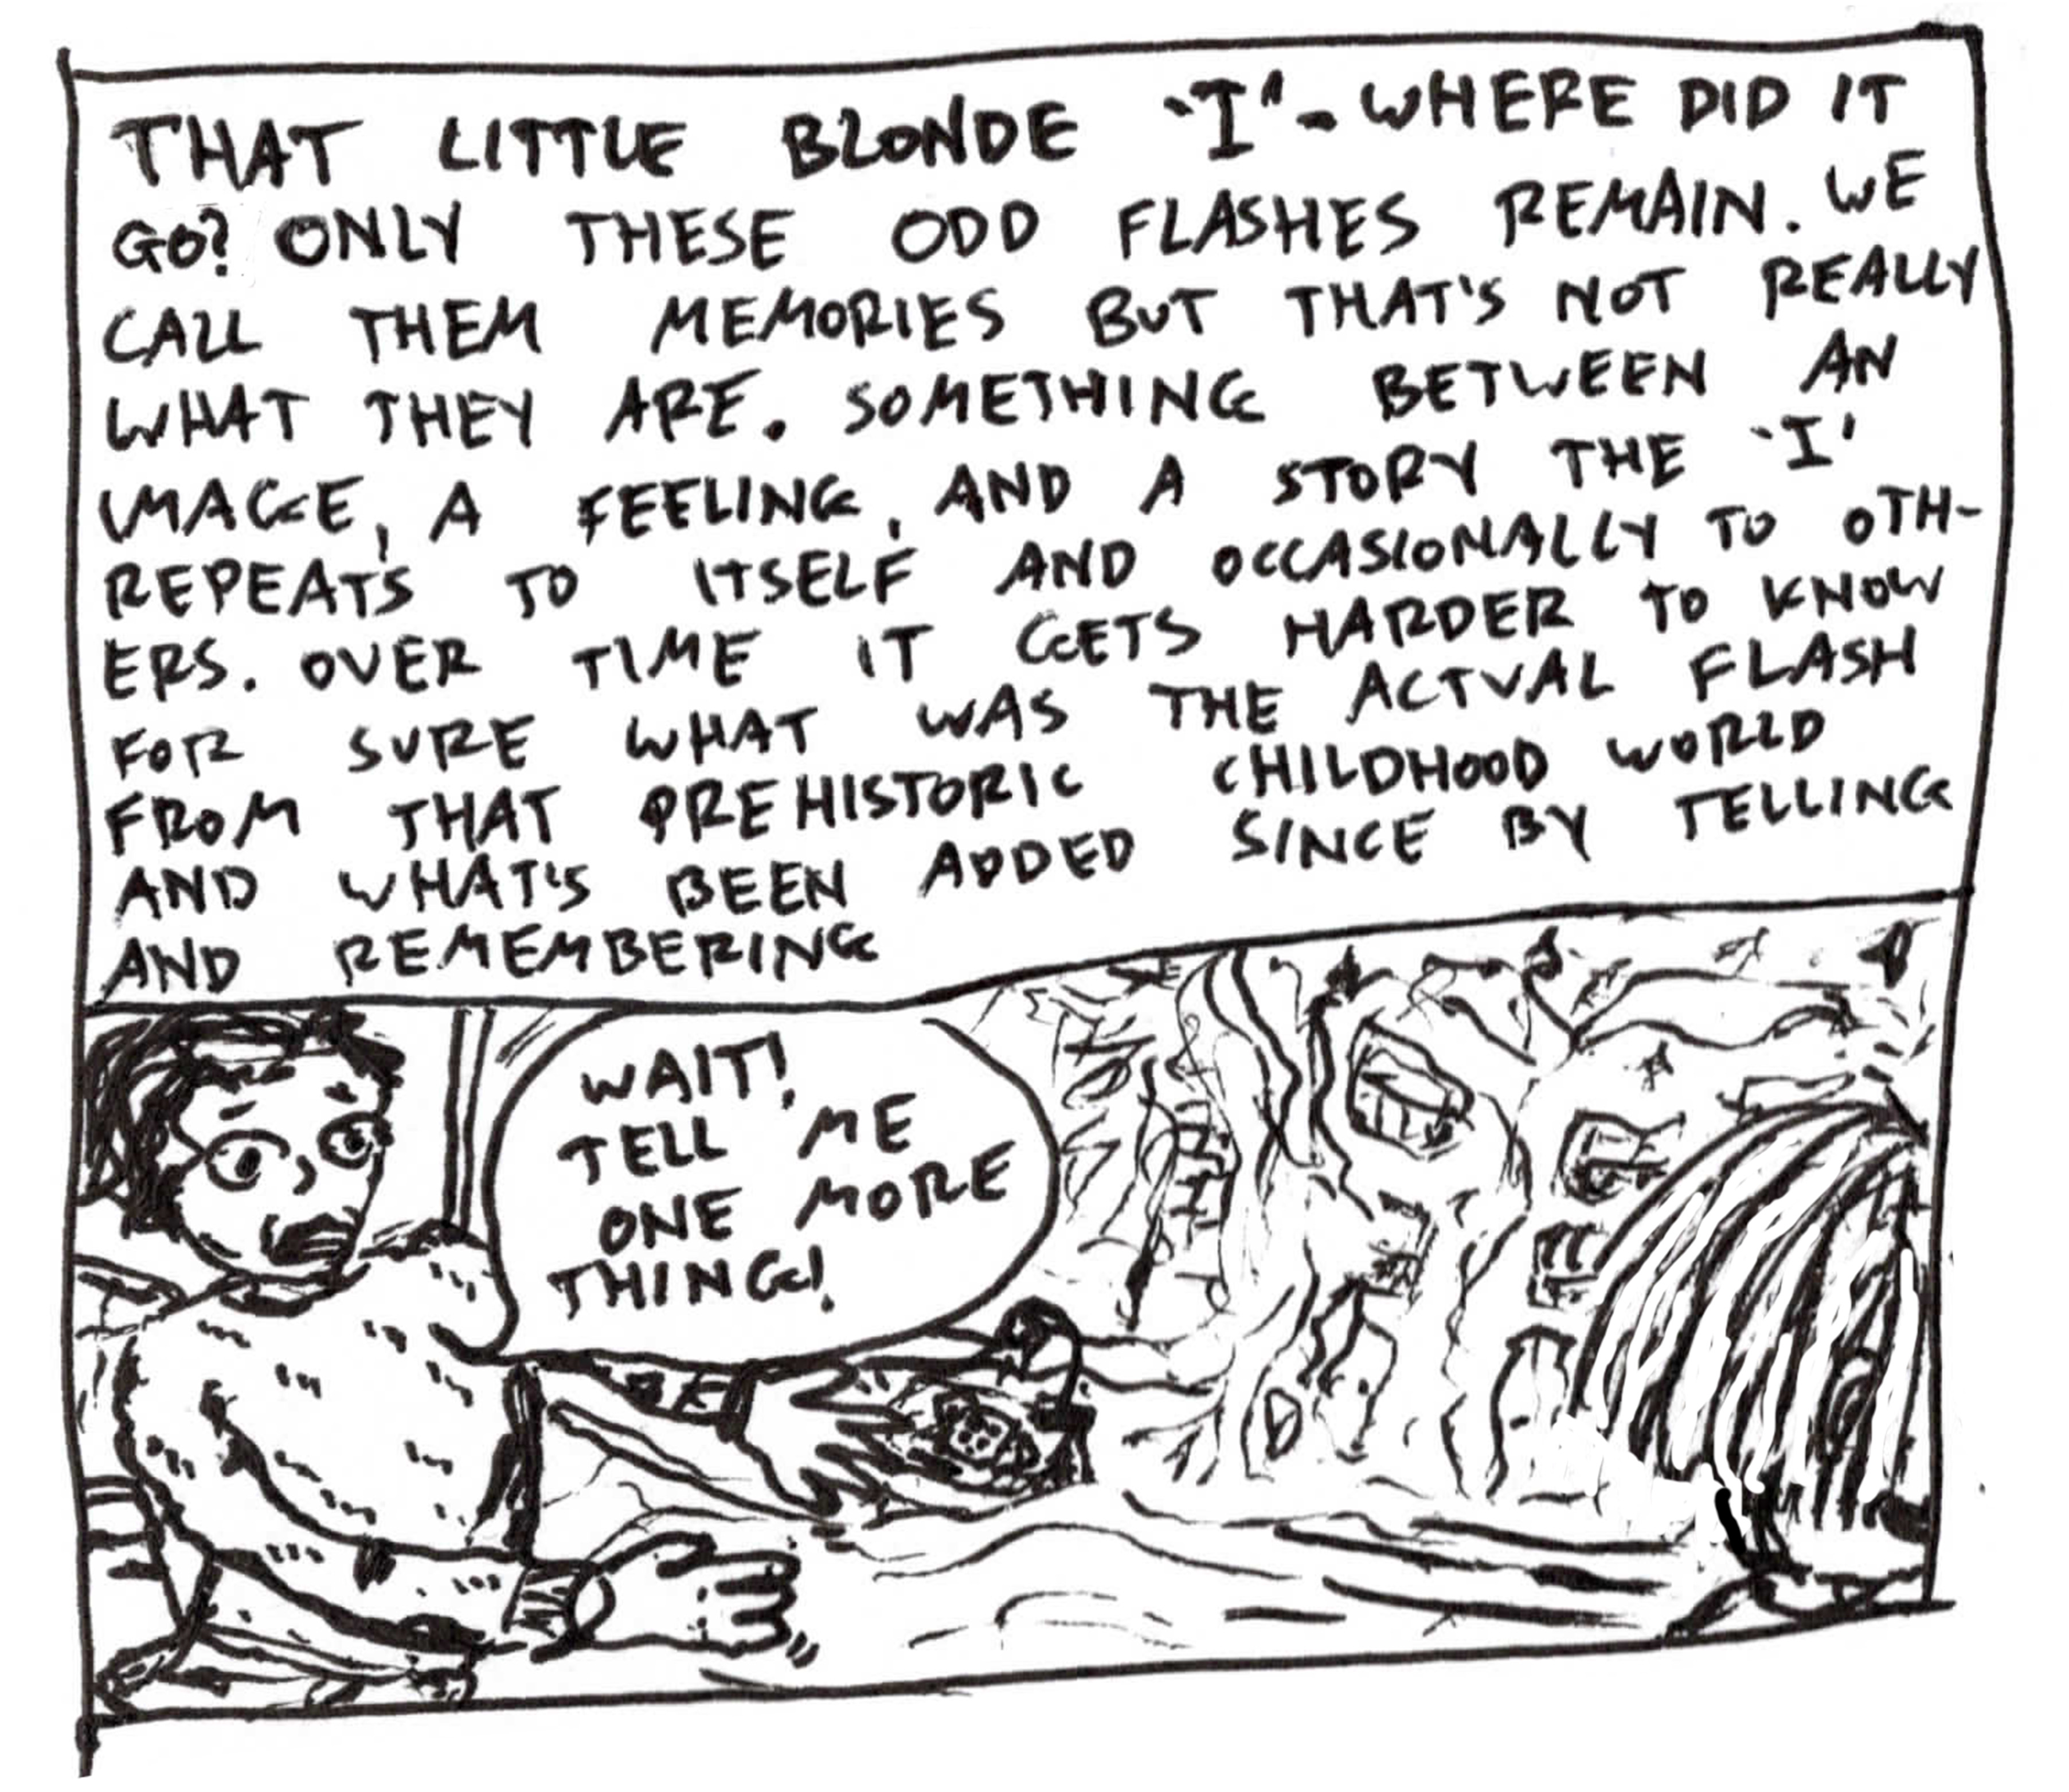 THAT LITTLE BLONDE 'I' - WHERE DID IT
GO? ONLY THESE ODD FLASHES REMAIN. WE
CALL THEM MEMORIES BUT THAT'S NOT REALLY
WHAT THEY ARE. SOMETHING BETWEEN AN
IMAGE, A FEELING, AND A STORY THE 'I'
REPEATS TO ITSELF AND OCCASIONALLY TO OTH-
ERS. OVER TIME IT GETS HARDER TO KNOW
FOR SURE WHAT WAS THE ACTUAL FLASH
FROM THAT PREHISTORIC CHILDHOOD WORLD
AND WHAT'S BEEN ADDED SINCE BY TELLING
AND REMEMBERING
WAIT!
TELL ME
ONE MORE
THING!